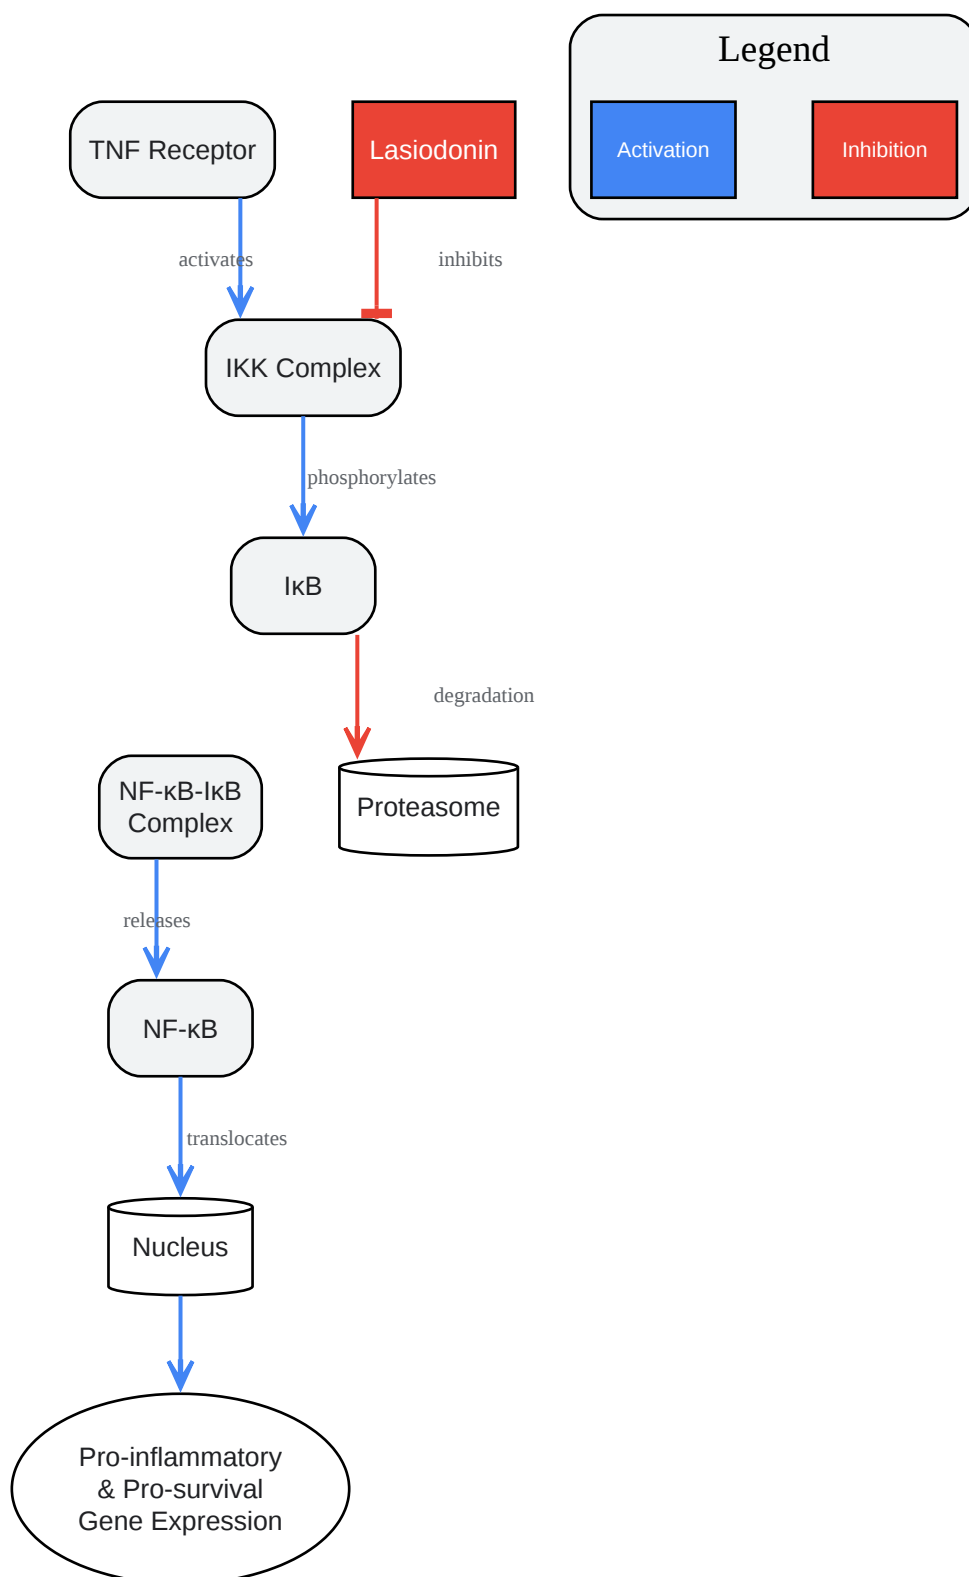 Legend
TNF Receptor
Lasiodonin
Activation
Inhibition
activates
inhibits
IKK Complex
phosphorylates
IκB
degradation
NF-κB-IκB
Complex
Proteasome
releases
NF-κB
translocates
Nucleus
Pro-inflammatory
& Pro-survival
Gene Expression